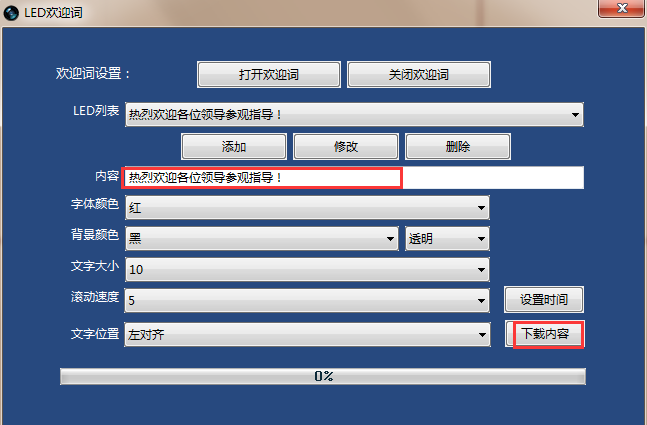 LED欢迎词
欢迎词设置： 打开欢迎词 关闭欢迎词
LED列表 热烈欢迎各位领导参观指导！
添加 修改 删除
内容 热烈欢迎各位领导参观指导！
字体颜色 红
背景颜色 黑 透明
文字大小 10
滚动速度 5 设置时间
文字位置 左对齐 下载内容
0%